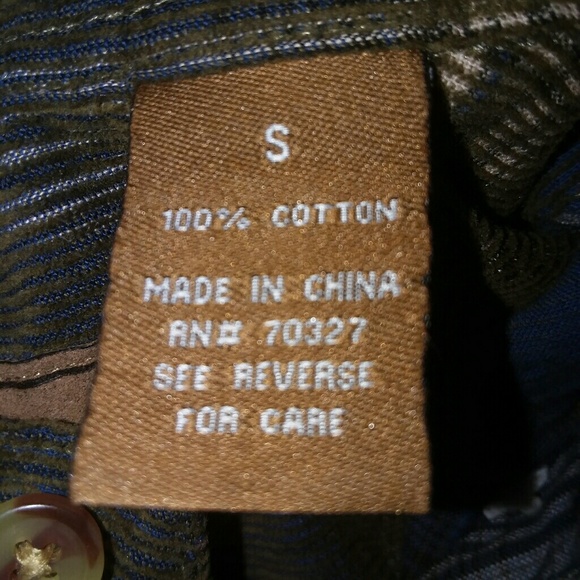 S
100% COTTON
MADE IN CHINA
RN# 70327
SEE REVERSE
FOR CARE